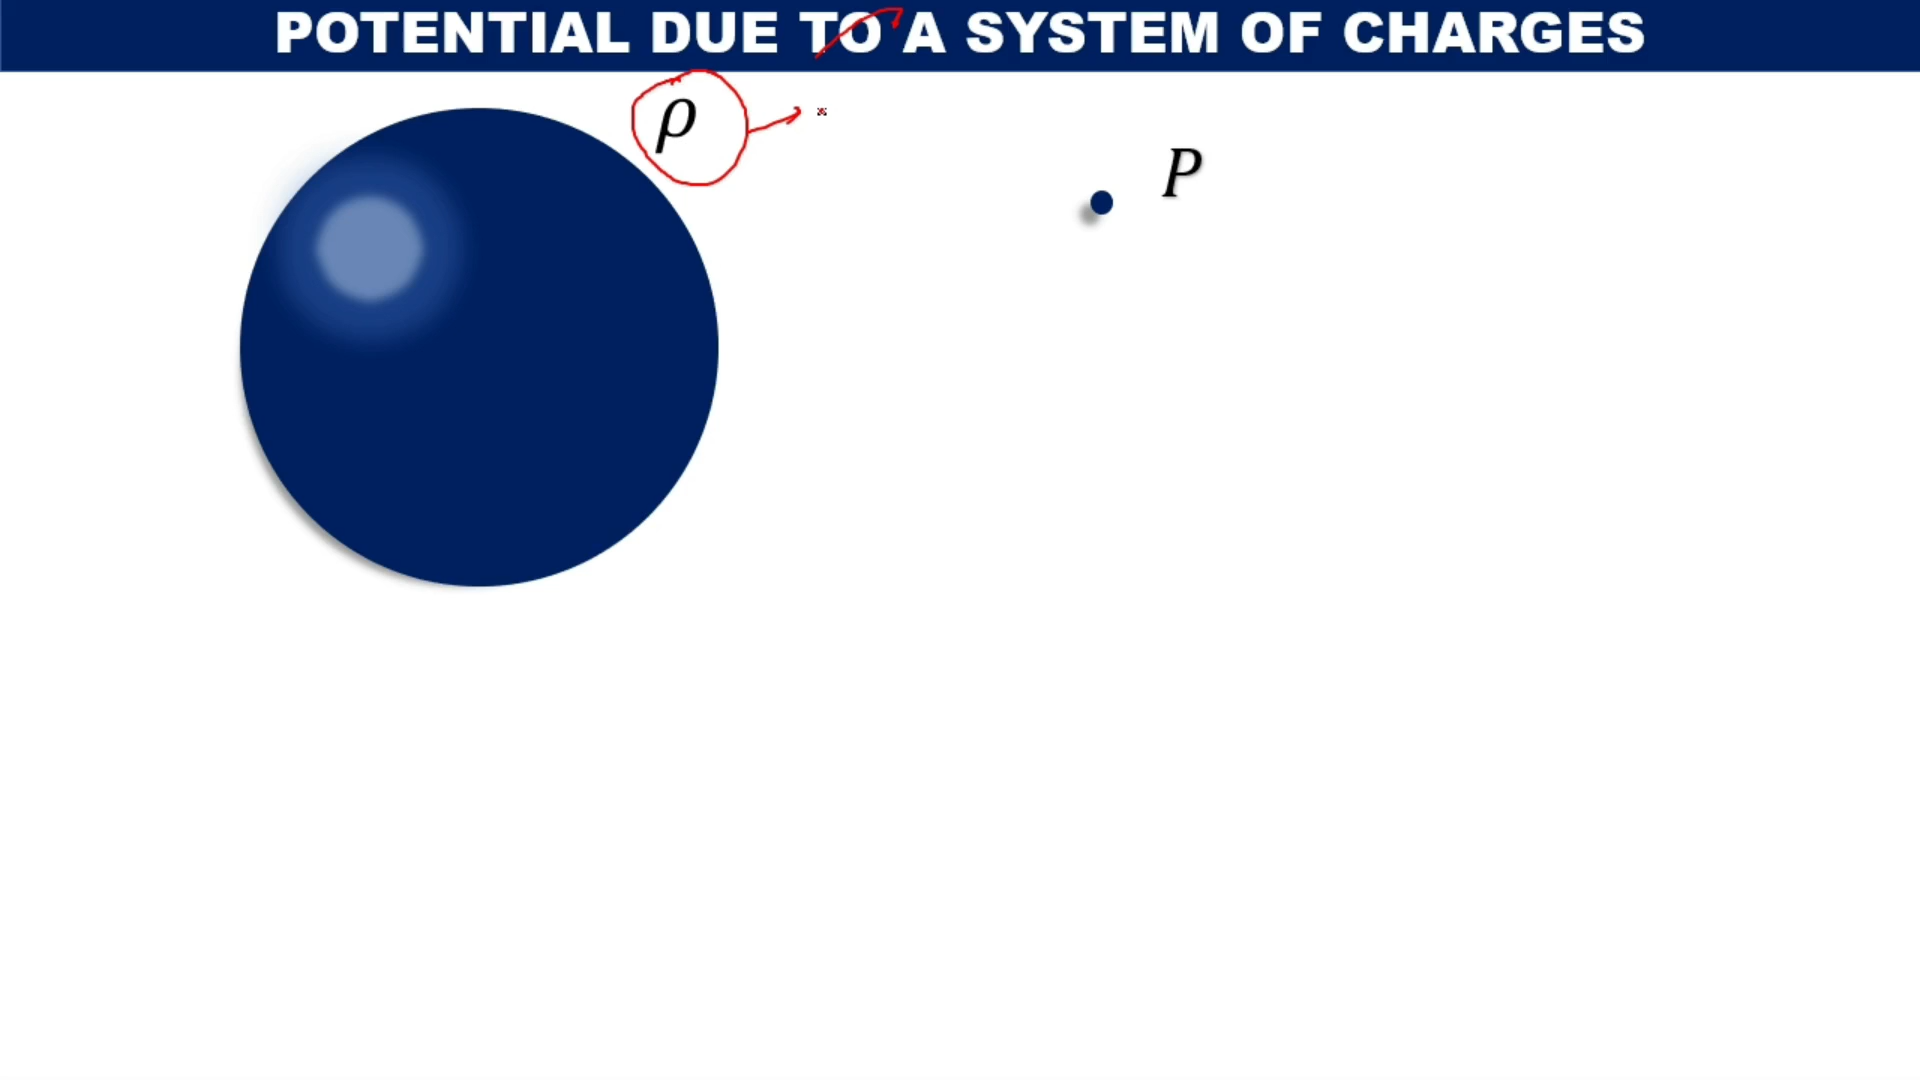 POTENTIAL DUE TO A SYSTEM OF CHARGES
ρ
P